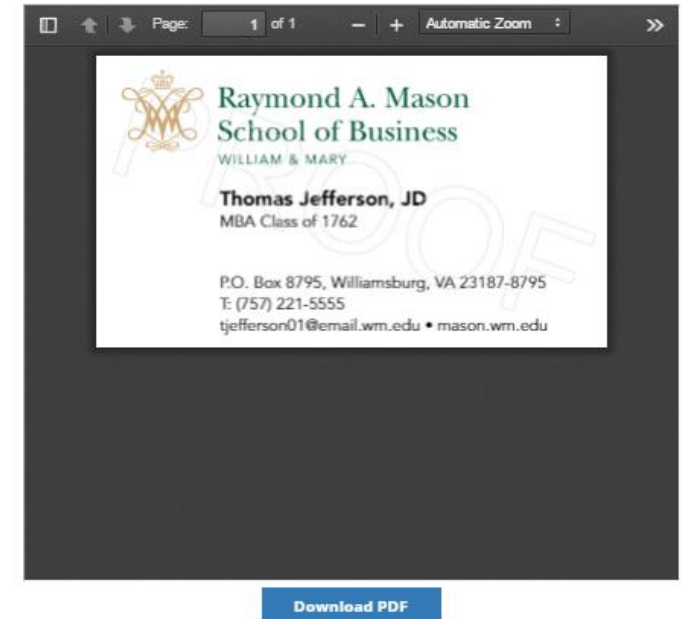 Page: 1 of 1 − + Automatic Zoom
Raymond A. Mason
School of Business
WILLIAM & MARY
Thomas Jefferson, JD
MBA Class of 1762
P.O. Box 8795, Williamsburg, VA 23187-8795
T: (757) 221-5555
tjefferson01@email.wm.edu • mason.wm.edu
PROOF
Download PDF